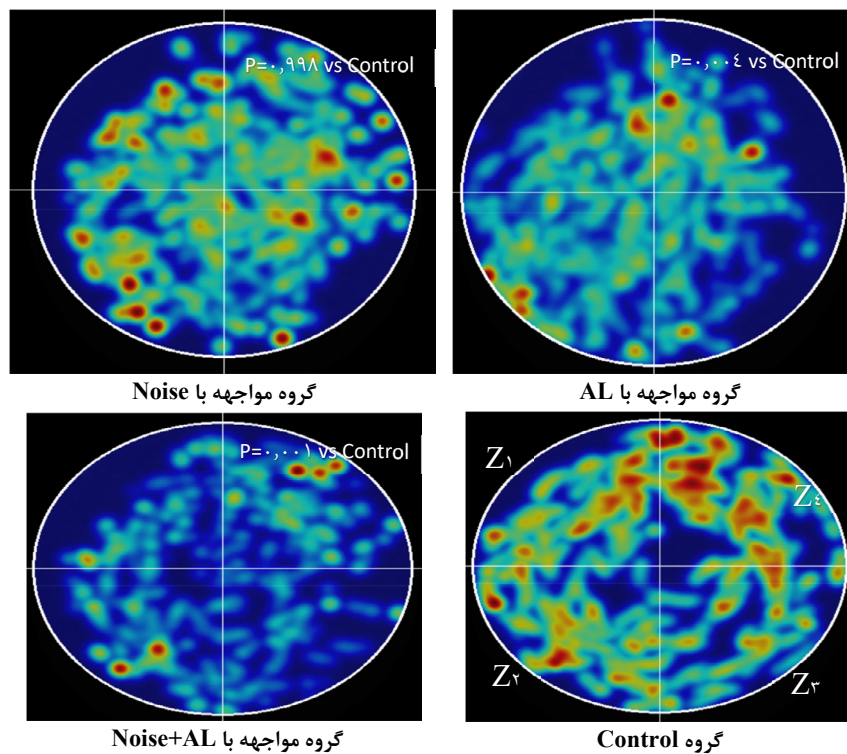 P=۰,۹۹۸ vs Control
P=۰,۰۰٤ vs Control
گروه مواجهه با Noise
گروه مواجهه با AL
P=۰,۰۰۱ vs Control
Z۱
Z٤
Z۲
Z۳
گروه مواجهه با Noise+AL
گروه Control